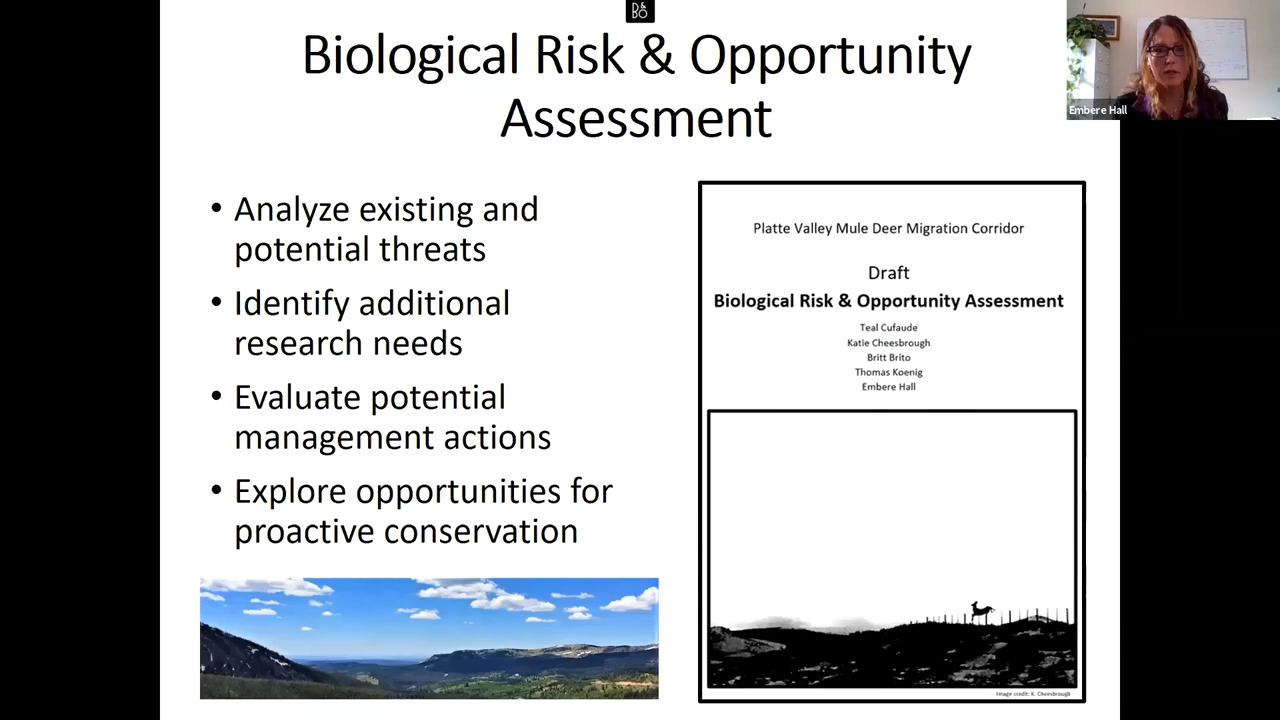 D&
BO
Biological Risk & Opportunity
Assessment
Embere Hall
• Analyze existing and
potential threats
• Identify additional
research needs
• Evaluate potential
management actions
• Explore opportunities for
proactive conservation
Platte Valley Mule Deer Migration Corridor
Draft
Biological Risk & Opportunity Assessment
Teal Cufaude
Katie Cheesbrough
Britt Brito
Thomas Koenig
Embere Hall
Image credit: K. Cheesbrough